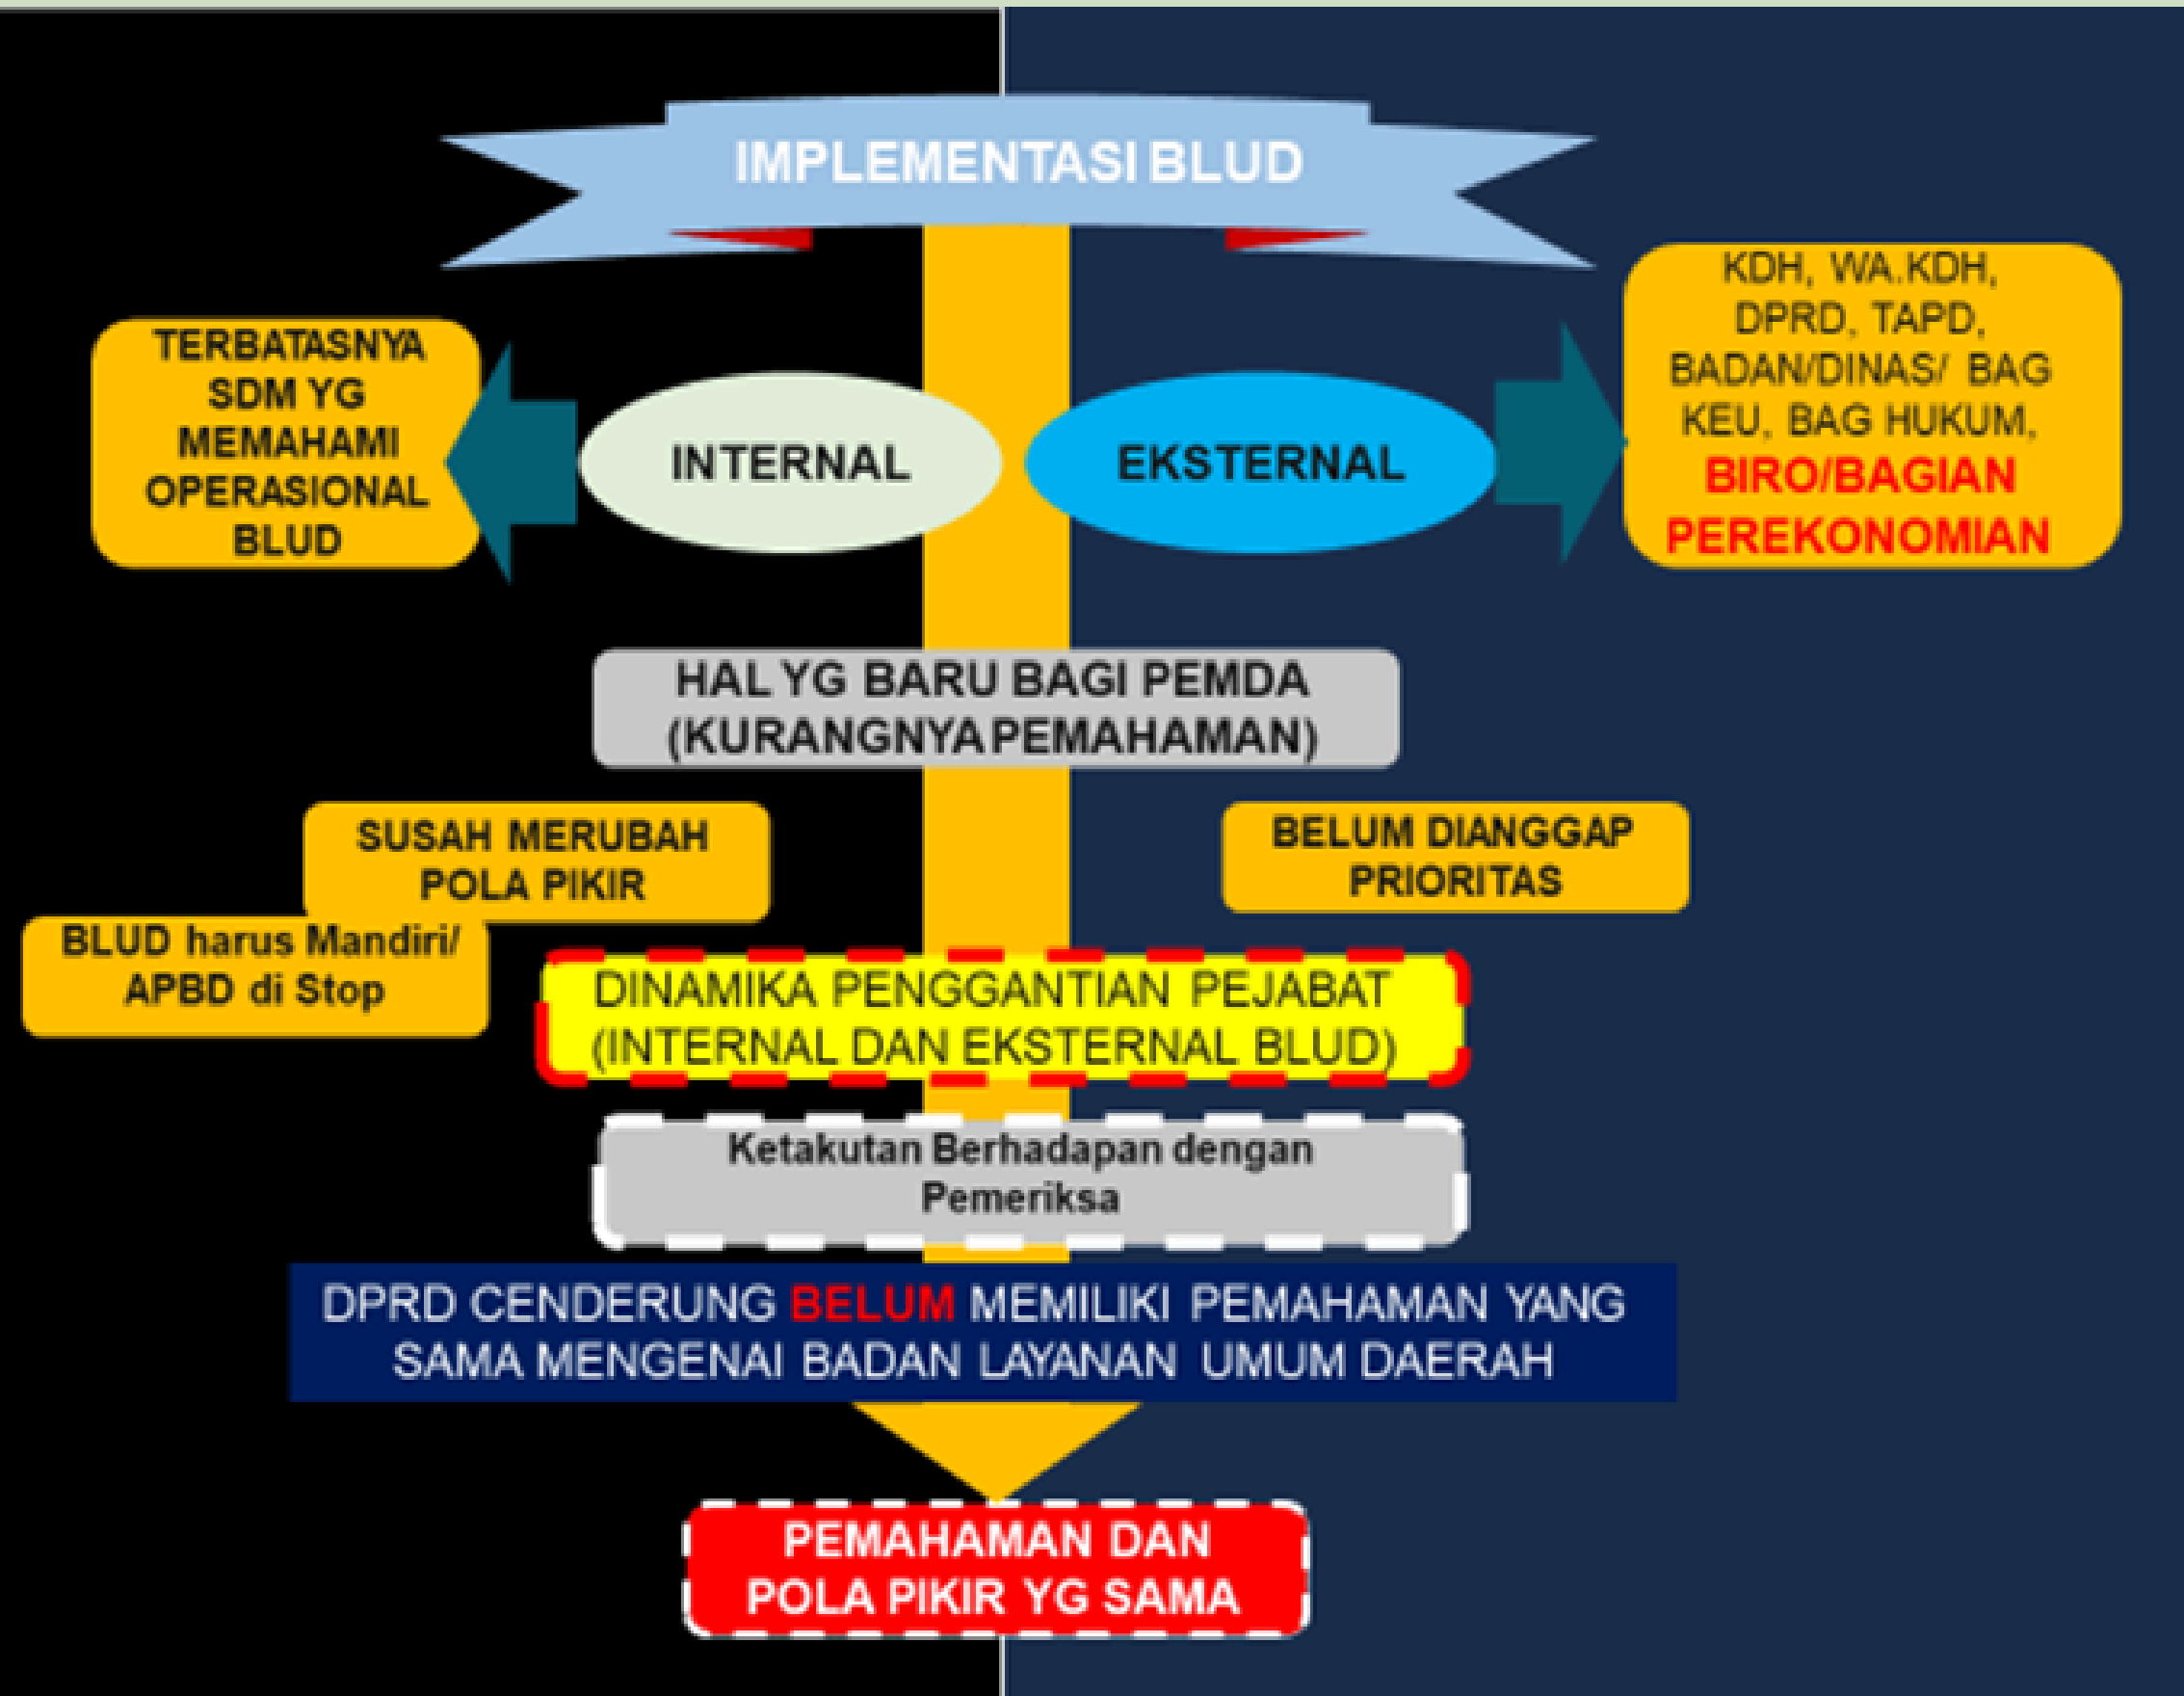 IMPLEMENTASI BLUD
TERBATASNYA
SDM YG
MEMAHAMI
OPERASIONAL
BLUD
INTERNAL
EKSTERNAL
KDH, WA.KDH,
DPRD, TAPD,
BADAN/DINAS/ BAG
KEU, BAG HUKUM,
BIRO/BAGIAN
PEREKONOMIAN
HAL YG BARU BAGI PEMDA
(KURANGNYA PEMAHAMAN)
SUSAH MERUBAH
POLA PIKIR
BELUM DIANGGAP
PRIORITAS
BLUD harus Mandiri/
APBD di Stop
DINAMIKA PENGGANTIAN PEJABAT
(INTERNAL DAN EKSTERNAL BLUD)
Ketakutan Berhadapan dengan
Pemeriksa
DPRD CENDERUNG BELUM MEMILIKI PEMAHAMAN YANG
SAMA MENGENAI BADAN LAYANAN UMUM DAERAH
PEMAHAMAN DAN
POLA PIKIR YG SAMA